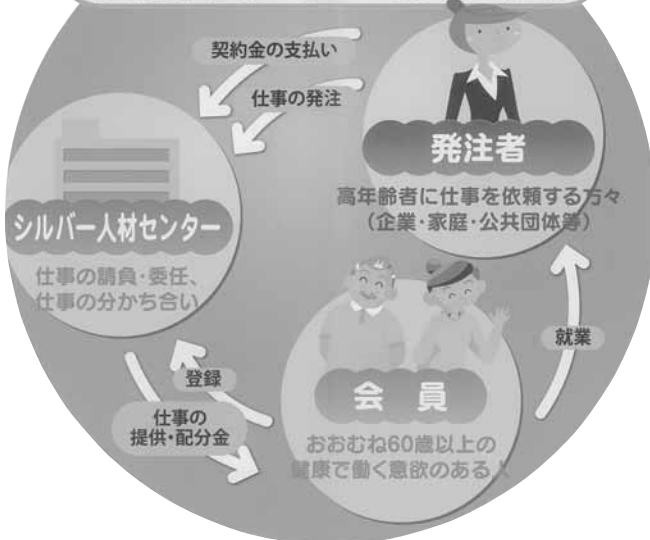 契約金の支払い
仕事の発注
発注者
高年齢者に仕事を依頼する方々
（企業・家庭・公共団体等）
シルバー人材センター
仕事の請負・委任、
仕事の分かち合い
就業
登録
仕事の
提供・配分金
会員
おおむね60歳以上の
健康で働く意欲のある人